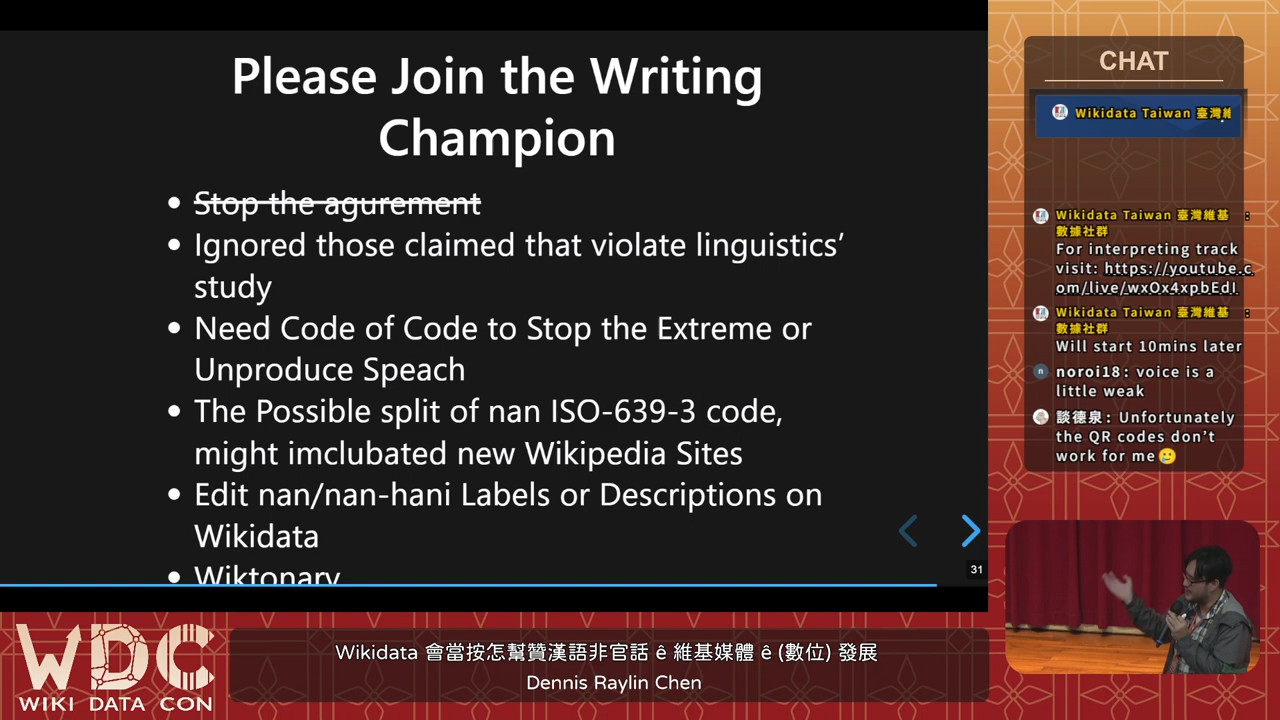 Please Join the Writing
Champion
• Stop the agurement
• Ignored those claimed that violate linguistics’
study
• Need Code of Code to Stop the Extreme or
Unproduce Speach
• The Possible split of nan ISO-639-3 code,
might imclubated new Wikipedia Sites
• Edit nan/nan-hani Labels or Descriptions on
Wikidata
• Wiktonary
31
CHAT
Wikidata Taiwan 臺灣維
Wikidata Taiwan 臺灣維基 :
數據社群
For interpreting track
visit: https://youtube.c
om/live/wxOx4xpbEdI
Wikidata Taiwan 臺灣維基 :
數據社群
Will start 10mins later
n noroi18: voice is a
little weak
談德泉: Unfortunately
the QR codes don’t
work for me🥲
WDC
WIKI DATA CON
Wikidata 會當按怎幫贊漢語非官話 ê 維基媒體 ê (數位) 發展
Dennis Raylin Chen